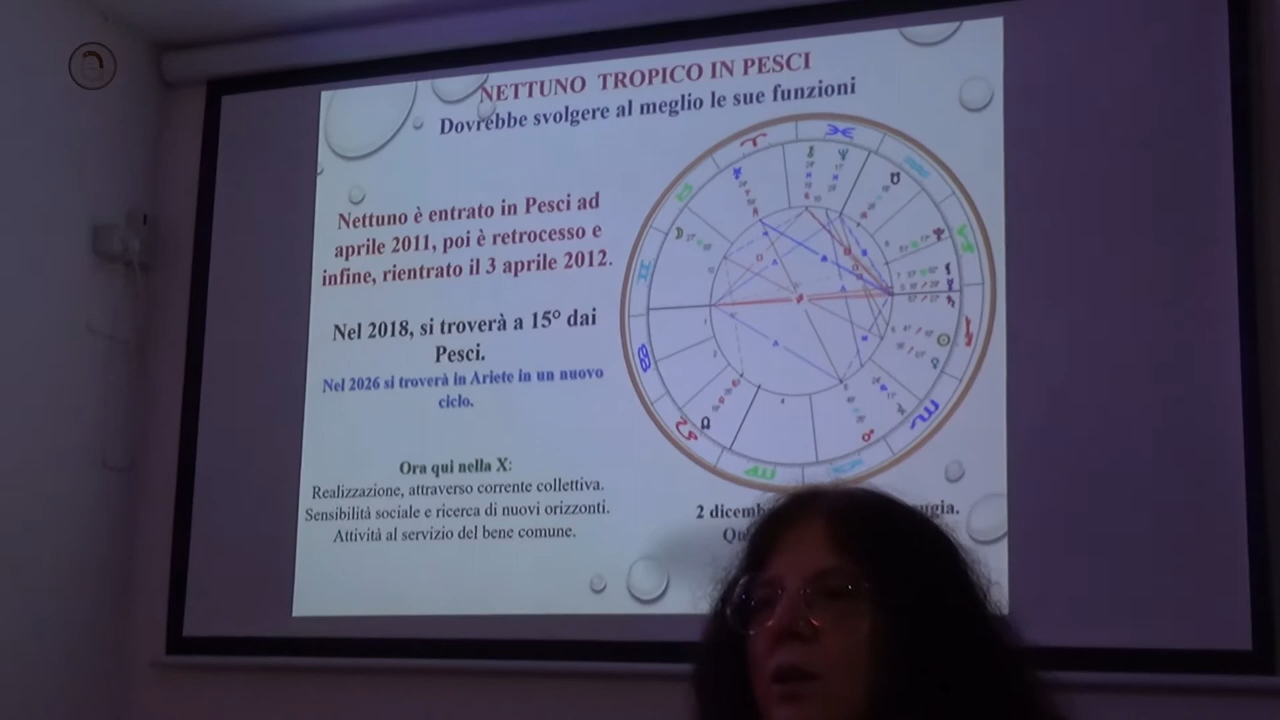 NETTUNO TROPICO IN PESCI
Dovrebbe svolgere al meglio le sue funzioni
Nettuno è entrato in Pesci ad
aprile 2011, poi è retrocesso e
infine, rientrato il 3 aprile 2012.
Nel 2018, si troverà a 15° dai
Pesci.
Nel 2026 si troverà in Ariete in un nuovo
ciclo.
Ora qui nella X:
Realizzazione, attraverso corrente collettiva.
Sensibilità sociale e ricerca di nuovi orizzonti.
Attività al servizio del bene comune.
2